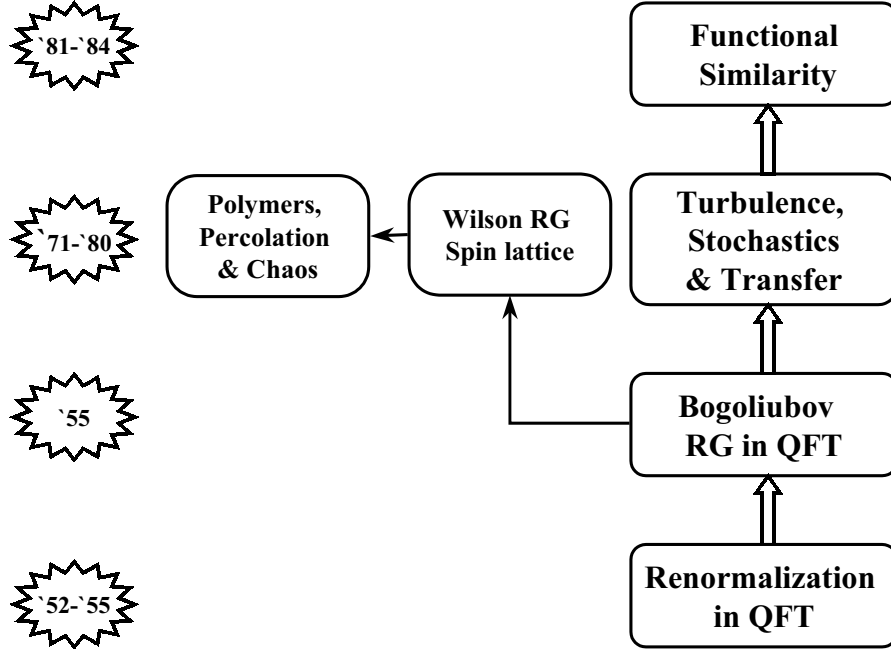 `81-`84
Functional
Similarity
`71-`80
Polymers,
Percolation
& Chaos
Wilson RG
Spin lattice
Turbulence,
Stochastics
& Transfer
`55
Bogoliubov
RG in QFT
`52-`55
Renormalization
in QFT